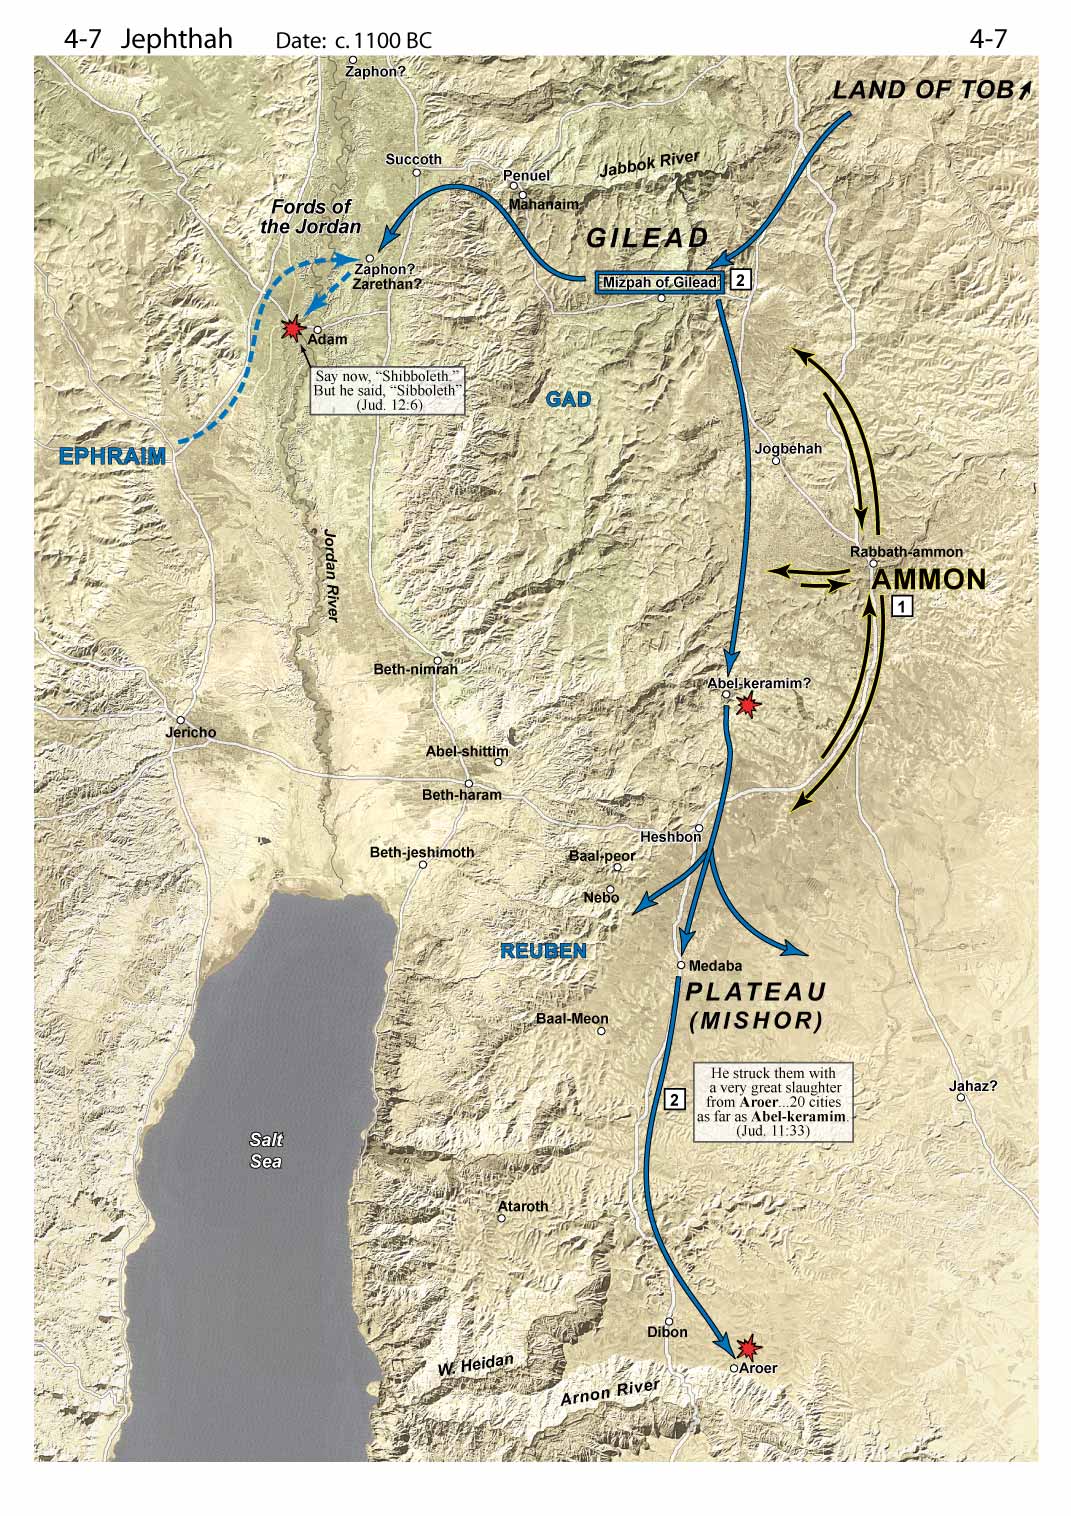 4-7 Jephthah Date: c. 1100 BC 4-7
Zaphon?
LAND OF TOB
Succoth
Penuel
Jabbok River
Mahanaim
Fords of
the Jordan
GILEAD
Zaphon?
Zarethan?
Mizpah of Gilead?
2
Adam
Say now, “Shibboleth.”
But he said, “Sibboleth”
(Jud. 12:6)
GAD
EPHRAIM
Jogbehah
Jordan River
Rabbath-ammon
AMMON
1
Beth-nimrah
Abel-keramim?
Jericho
Abel-shittim
Beth-haram
Heshbon
Beth-jeshimoth
Baal-peor
Nebo
REUBEN
Medaba
PLATEAU
(MISHOR)
Baal-Meon
He struck them with
a very great slaughter
from Aroer...20 cities
as far as Abel-keramim.
(Jud. 11:33)
2
Jahaz?
Salt
Sea
Ataroth
Dibon
W. Heidan
Aroer
Arnon River